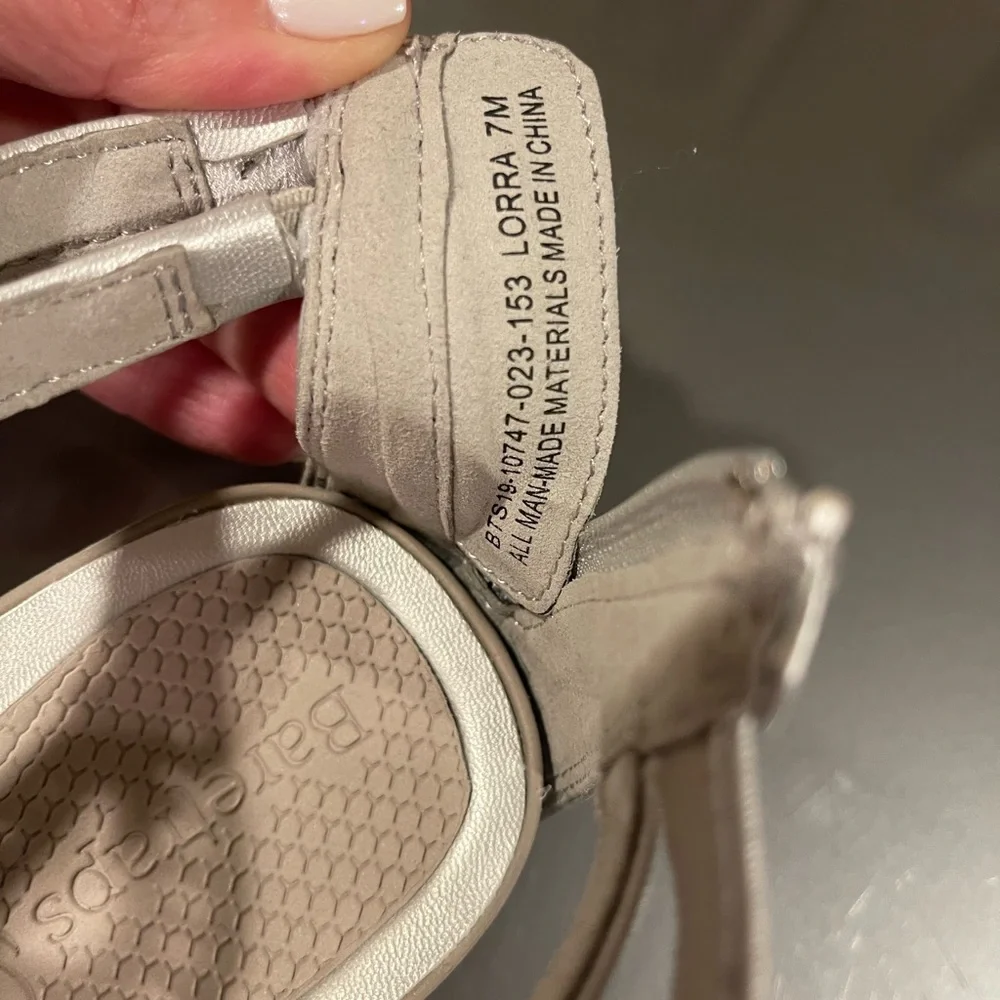 BTS19-10747-023-153 LORRA 7M
ALL MAN-MADE MATERIALS MADE IN CHINA
Bare
traps